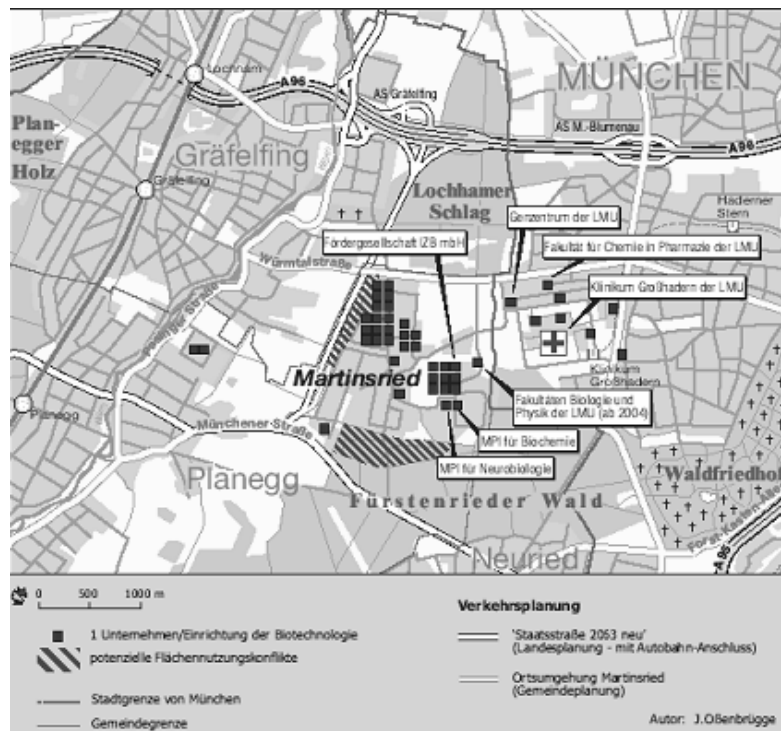 Lochham
A96
AS Gräfelfing
MÜNCHEN
AS M.-Blumenau
A96
Plan-
egger
Holz
Gräfelfing
Gräfelfing
Lochhamer
Schlag
Genzentrum der LMU
Haderner
Stern
Fördergesellschaft IZB mbH
Fakultät für Chemie in Pharmazie der LMU
Würmtalstraße
Klinikum Großhadern der LMU
Martinsried
Klinikum
Großhadern
Planegg
Fakultäten Biologie und
Physik der LMU (ab 2004)
Münchener-Straße
MPI für Biochemie
MPI für Neurobiologie
Planegg
Waldfriedhof
Fürstenrieder Wald
Neuried
A95
0 500 1000 m
1 Unternehmen/Einrichtung der Biotechnologie
potenzielle Flächennutzungskonflikte
Stadtgrenze von München
Gemeindegrenze
Verkehrsplanung
'Staatsstraße 2063 neu'
(Landesplanung - mit Autobahn-Anschluss)
Ortsumgehung Martinsried
(Gemeindeplanung)
Autor: J.Oßenbrügge